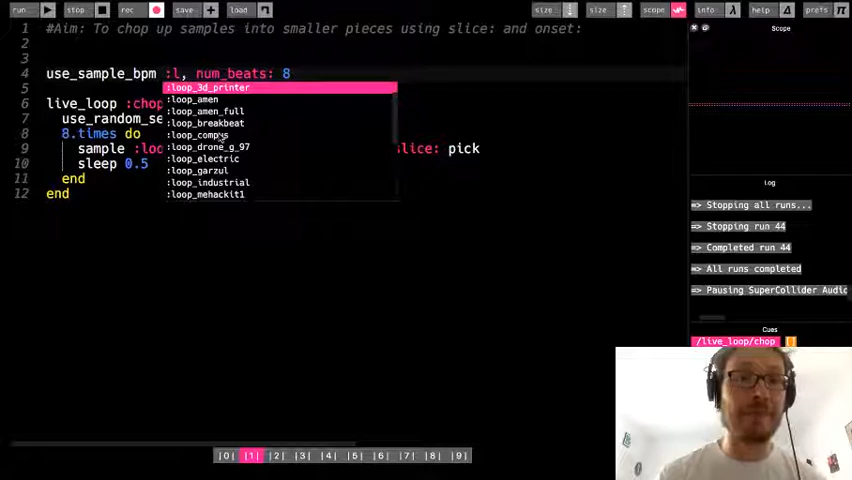 run stop rec save load size size scope info help prefs
1 #Aim: To chop up samples into smaller pieces using slice: and onset:
2
3
4 use_sample_bpm :l, num_beats: 8
5 :loop_3d_printer
:loop_amen
6 live_loop :chop
:loop_amen_full
7 use_random_se
:loop_breakbeat
8 8.times do
:loop_compus
9 sample :loo slice: pick
:loop_drone_g_97
10 sleep 0.5
:loop_electric
:loop_garzul
11 end
:loop_industrial
12 end
:loop_mehackit1
Scope
Log
=> Stopping all runs...
=> Stopping run 44
=> Completed run 44
=> All runs completed
=> Pausing SuperCollider Audio
Cues
/live_loop/chop []
|0| |1| |2| |3| |4| |5| |6| |7| |8| |9|